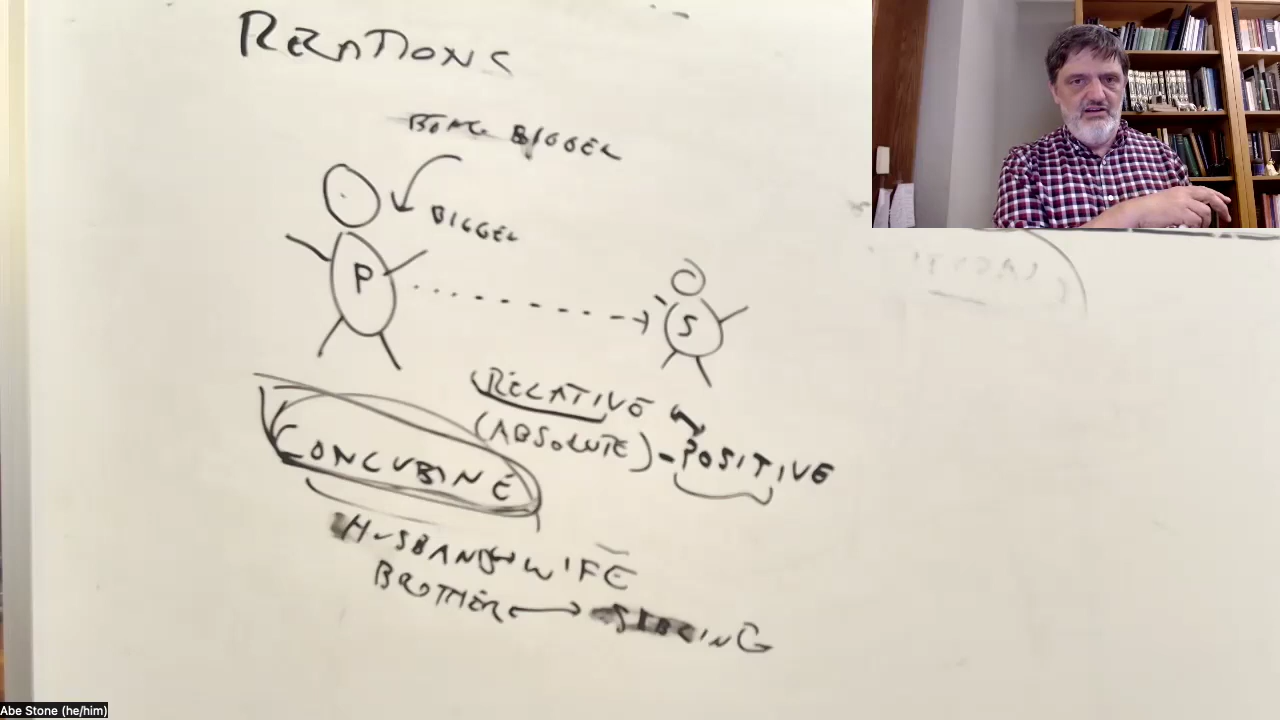 RELATIONS
BEING BIGGER
BIGGER
P
S
RELATIVE
(ABSOLUTE) - POSITIVE
CONCUBINE
HUSBAND WIFE
BROTHER SIBLING
Abe Stone (he/him)